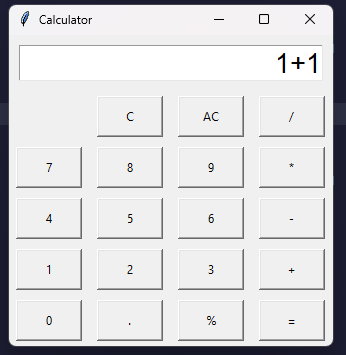 Calculator
1+1
C AC /
7 8 9 *
4 5 6 -
1 2 3 +
0 . % =